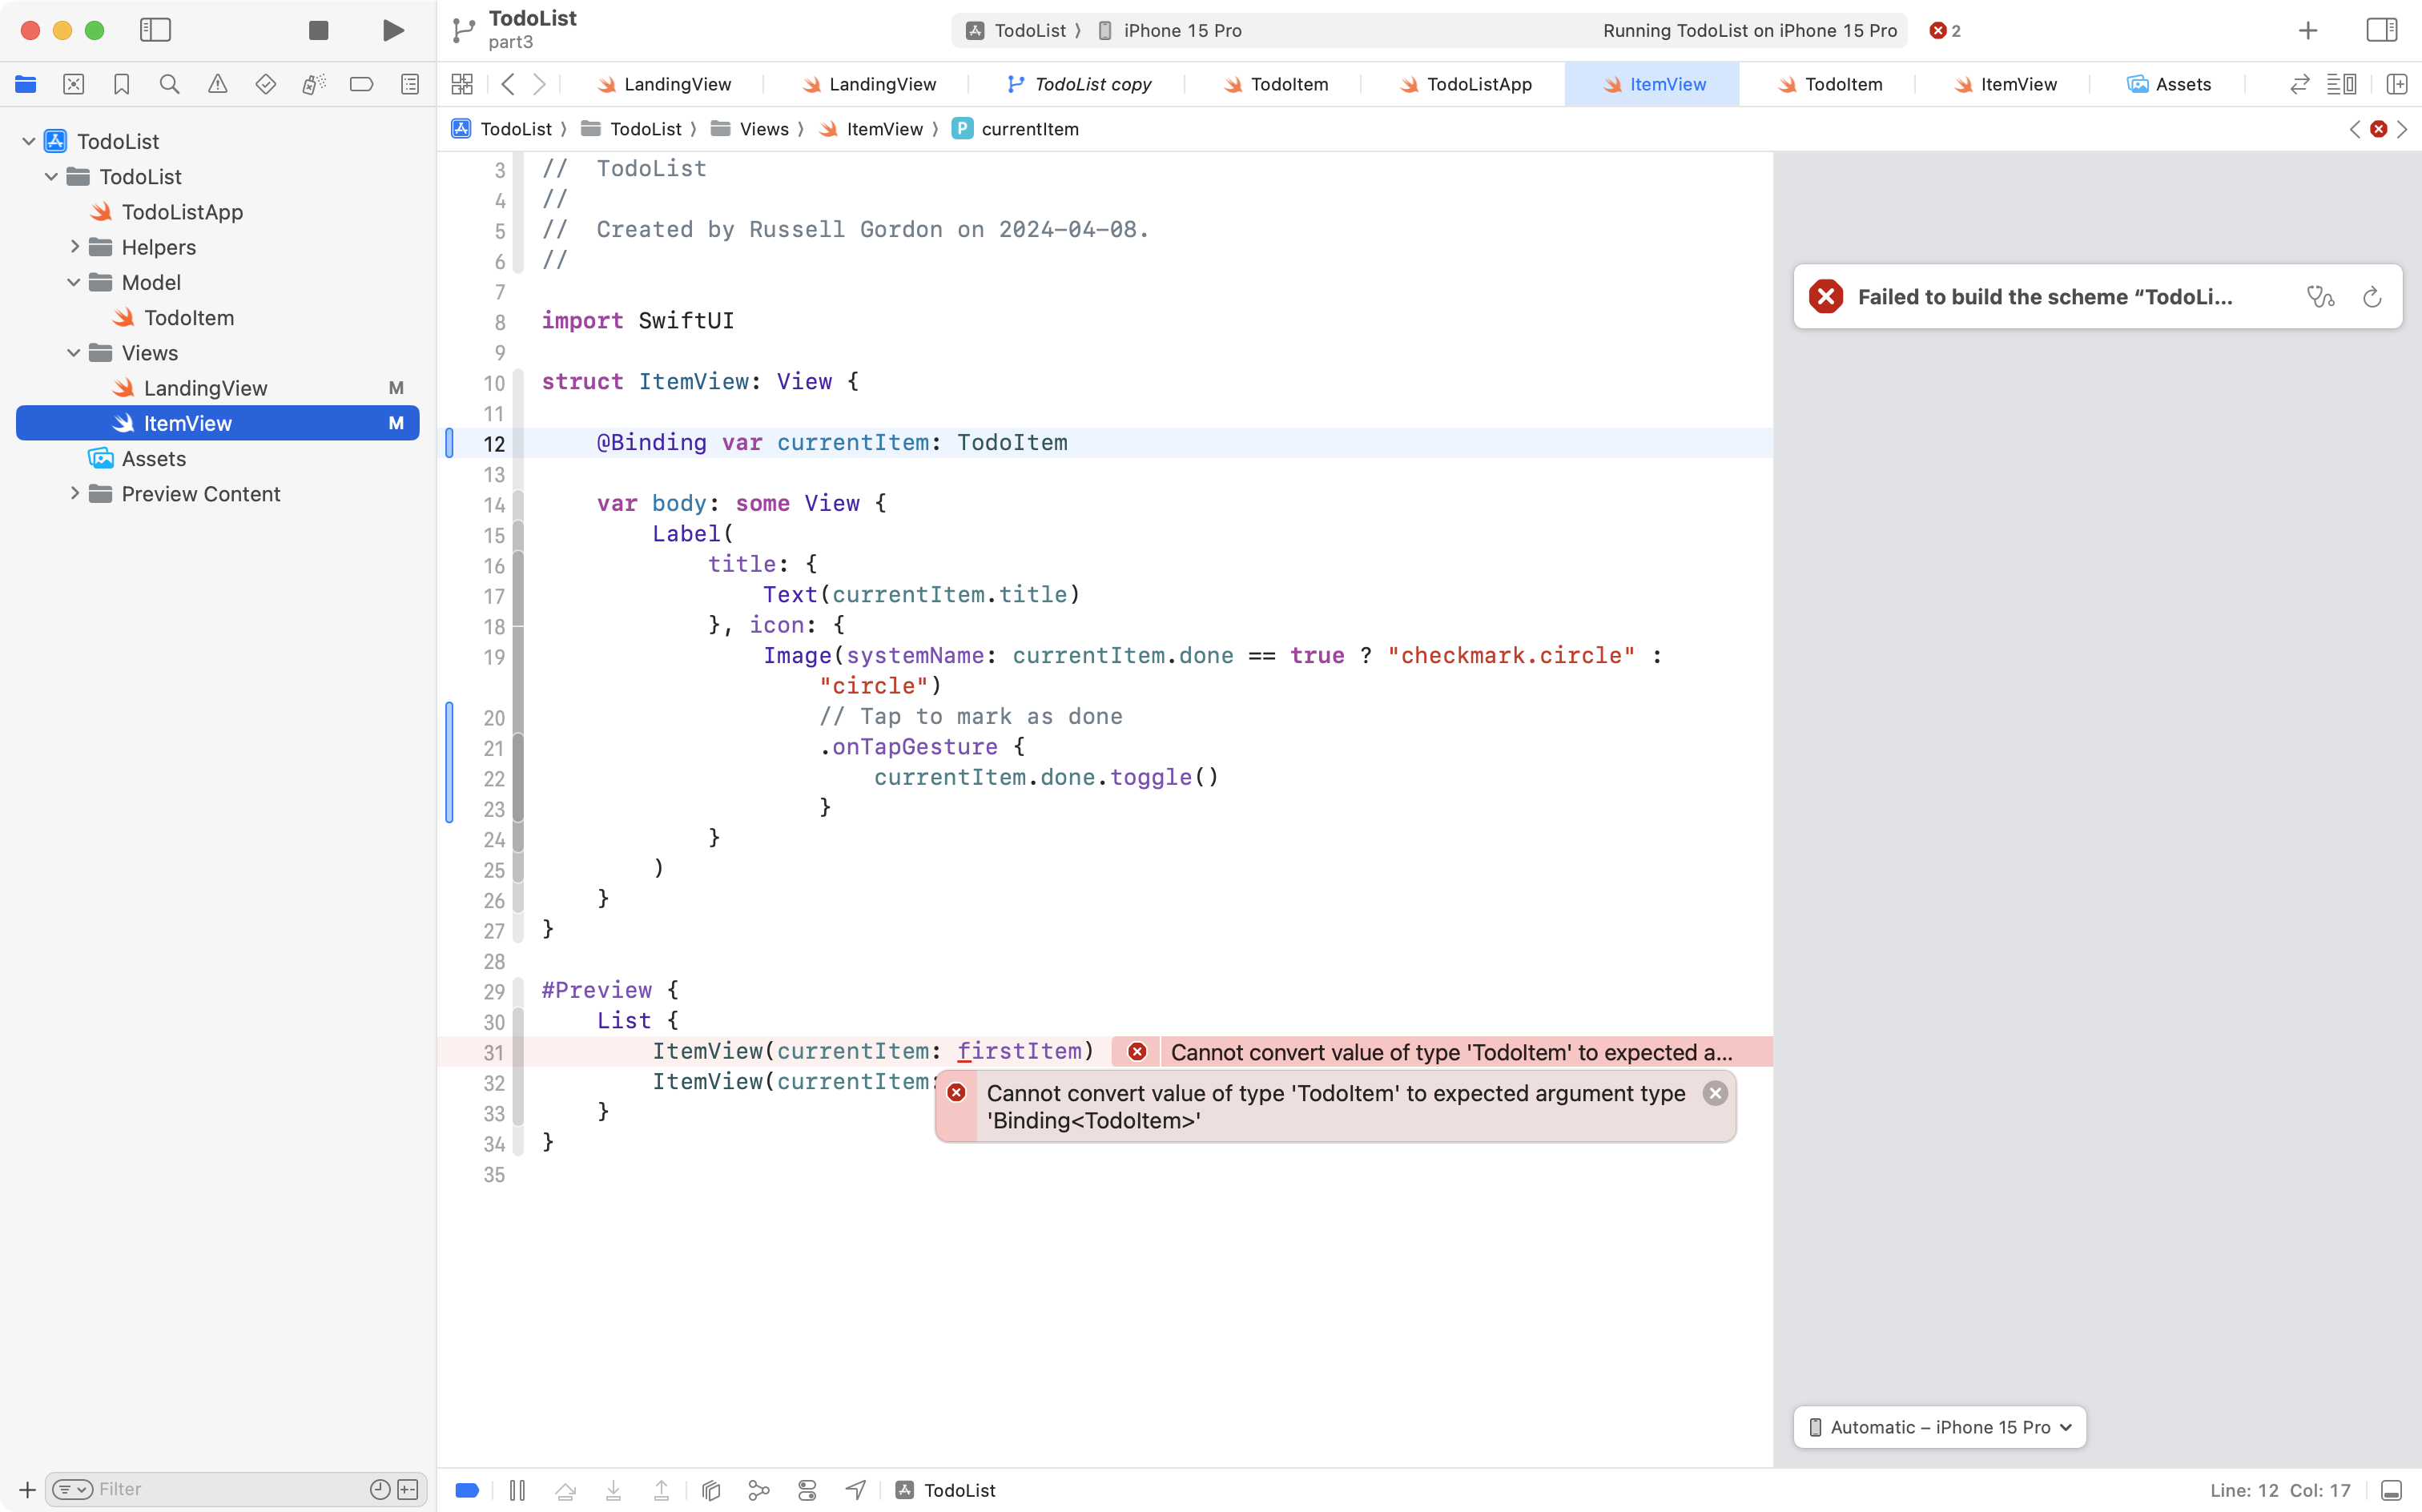 TodoList
part3
TodoList 〉 iPhone 15 Pro
Running TodoList on iPhone 15 Pro
2
LandingView
LandingView
TodoList copy
TodoItem
TodoListApp
ItemView
TodoItem
ItemView
Assets
TodoList 〉 TodoList 〉 Views 〉 ItemView 〉 P currentItem
TodoList
TodoList
TodoListApp
Helpers
Model
TodoItem
Views
LandingView M
ItemView M
Assets
Preview Content
Filter
3 //  TodoList
4 //
5 //  Created by Russell Gordon on 2024-04-08.
6 //
7
8 import SwiftUI
9
10 struct ItemView: View {
11
12     @Binding var currentItem: TodoItem
13
14     var body: some View {
15         Label(
16             title: {
17                 Text(currentItem.title)
18             }, icon: {
19                 Image(systemName: currentItem.done == true ? "checkmark.circle" :
"circle")
20                     // Tap to mark as done
21                     .onTapGesture {
22                         currentItem.done.toggle()
23                     }
24             }
25         )
26     }
27 }
28
29 #Preview {
30     List {
31         ItemView(currentItem: firstItem) Cannot convert value of type 'TodoItem' to expected a...
32         ItemView(currentItem:
Cannot convert value of type 'TodoItem' to expected argument type
'Binding<TodoItem>'
33     }
34 }
35
Failed to build the scheme “TodoLi...
Automatic – iPhone 15 Pro
TodoList
Line: 12 Col: 17